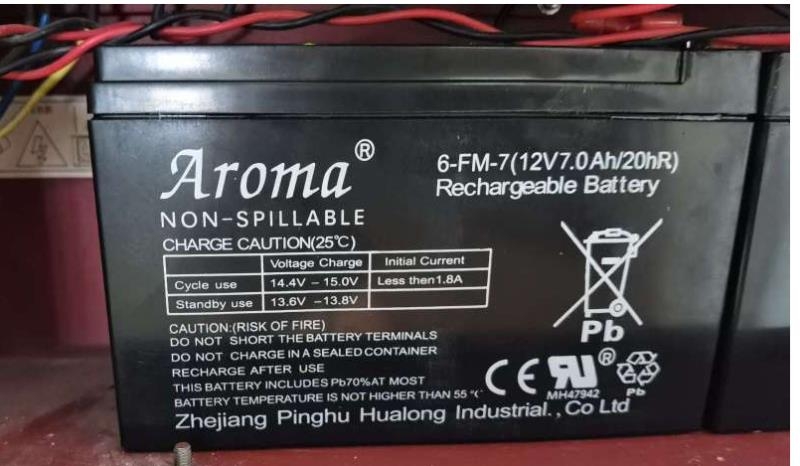 Aroma®
6-FM-7(12V7.0Ah/20hR)
Rechargeable Battery
NON-SPILLABLE
CHARGE CAUTION(25℃)
Voltage Charge Initial Current
Cycle use 14.4V - 15.0V Less then1.8A
Standby use 13.6V -13.8V
CAUTION:(RISK OF FIRE)
DO NOT SHORT THE BATTERY TERMINALS
DO NOT CHARGE IN A SEALED CONTAINER
RECHARGE AFTER USE
THIS BATTERY INCLUDES Pb70%AT MOST
BATTERY TEMPERATURE IS NOT HIGHER THAN 55 ℃
Zhejiang Pinghu Hualong Industrial., Co Ltd
Pb
CE
RU®
MH47942
Pb